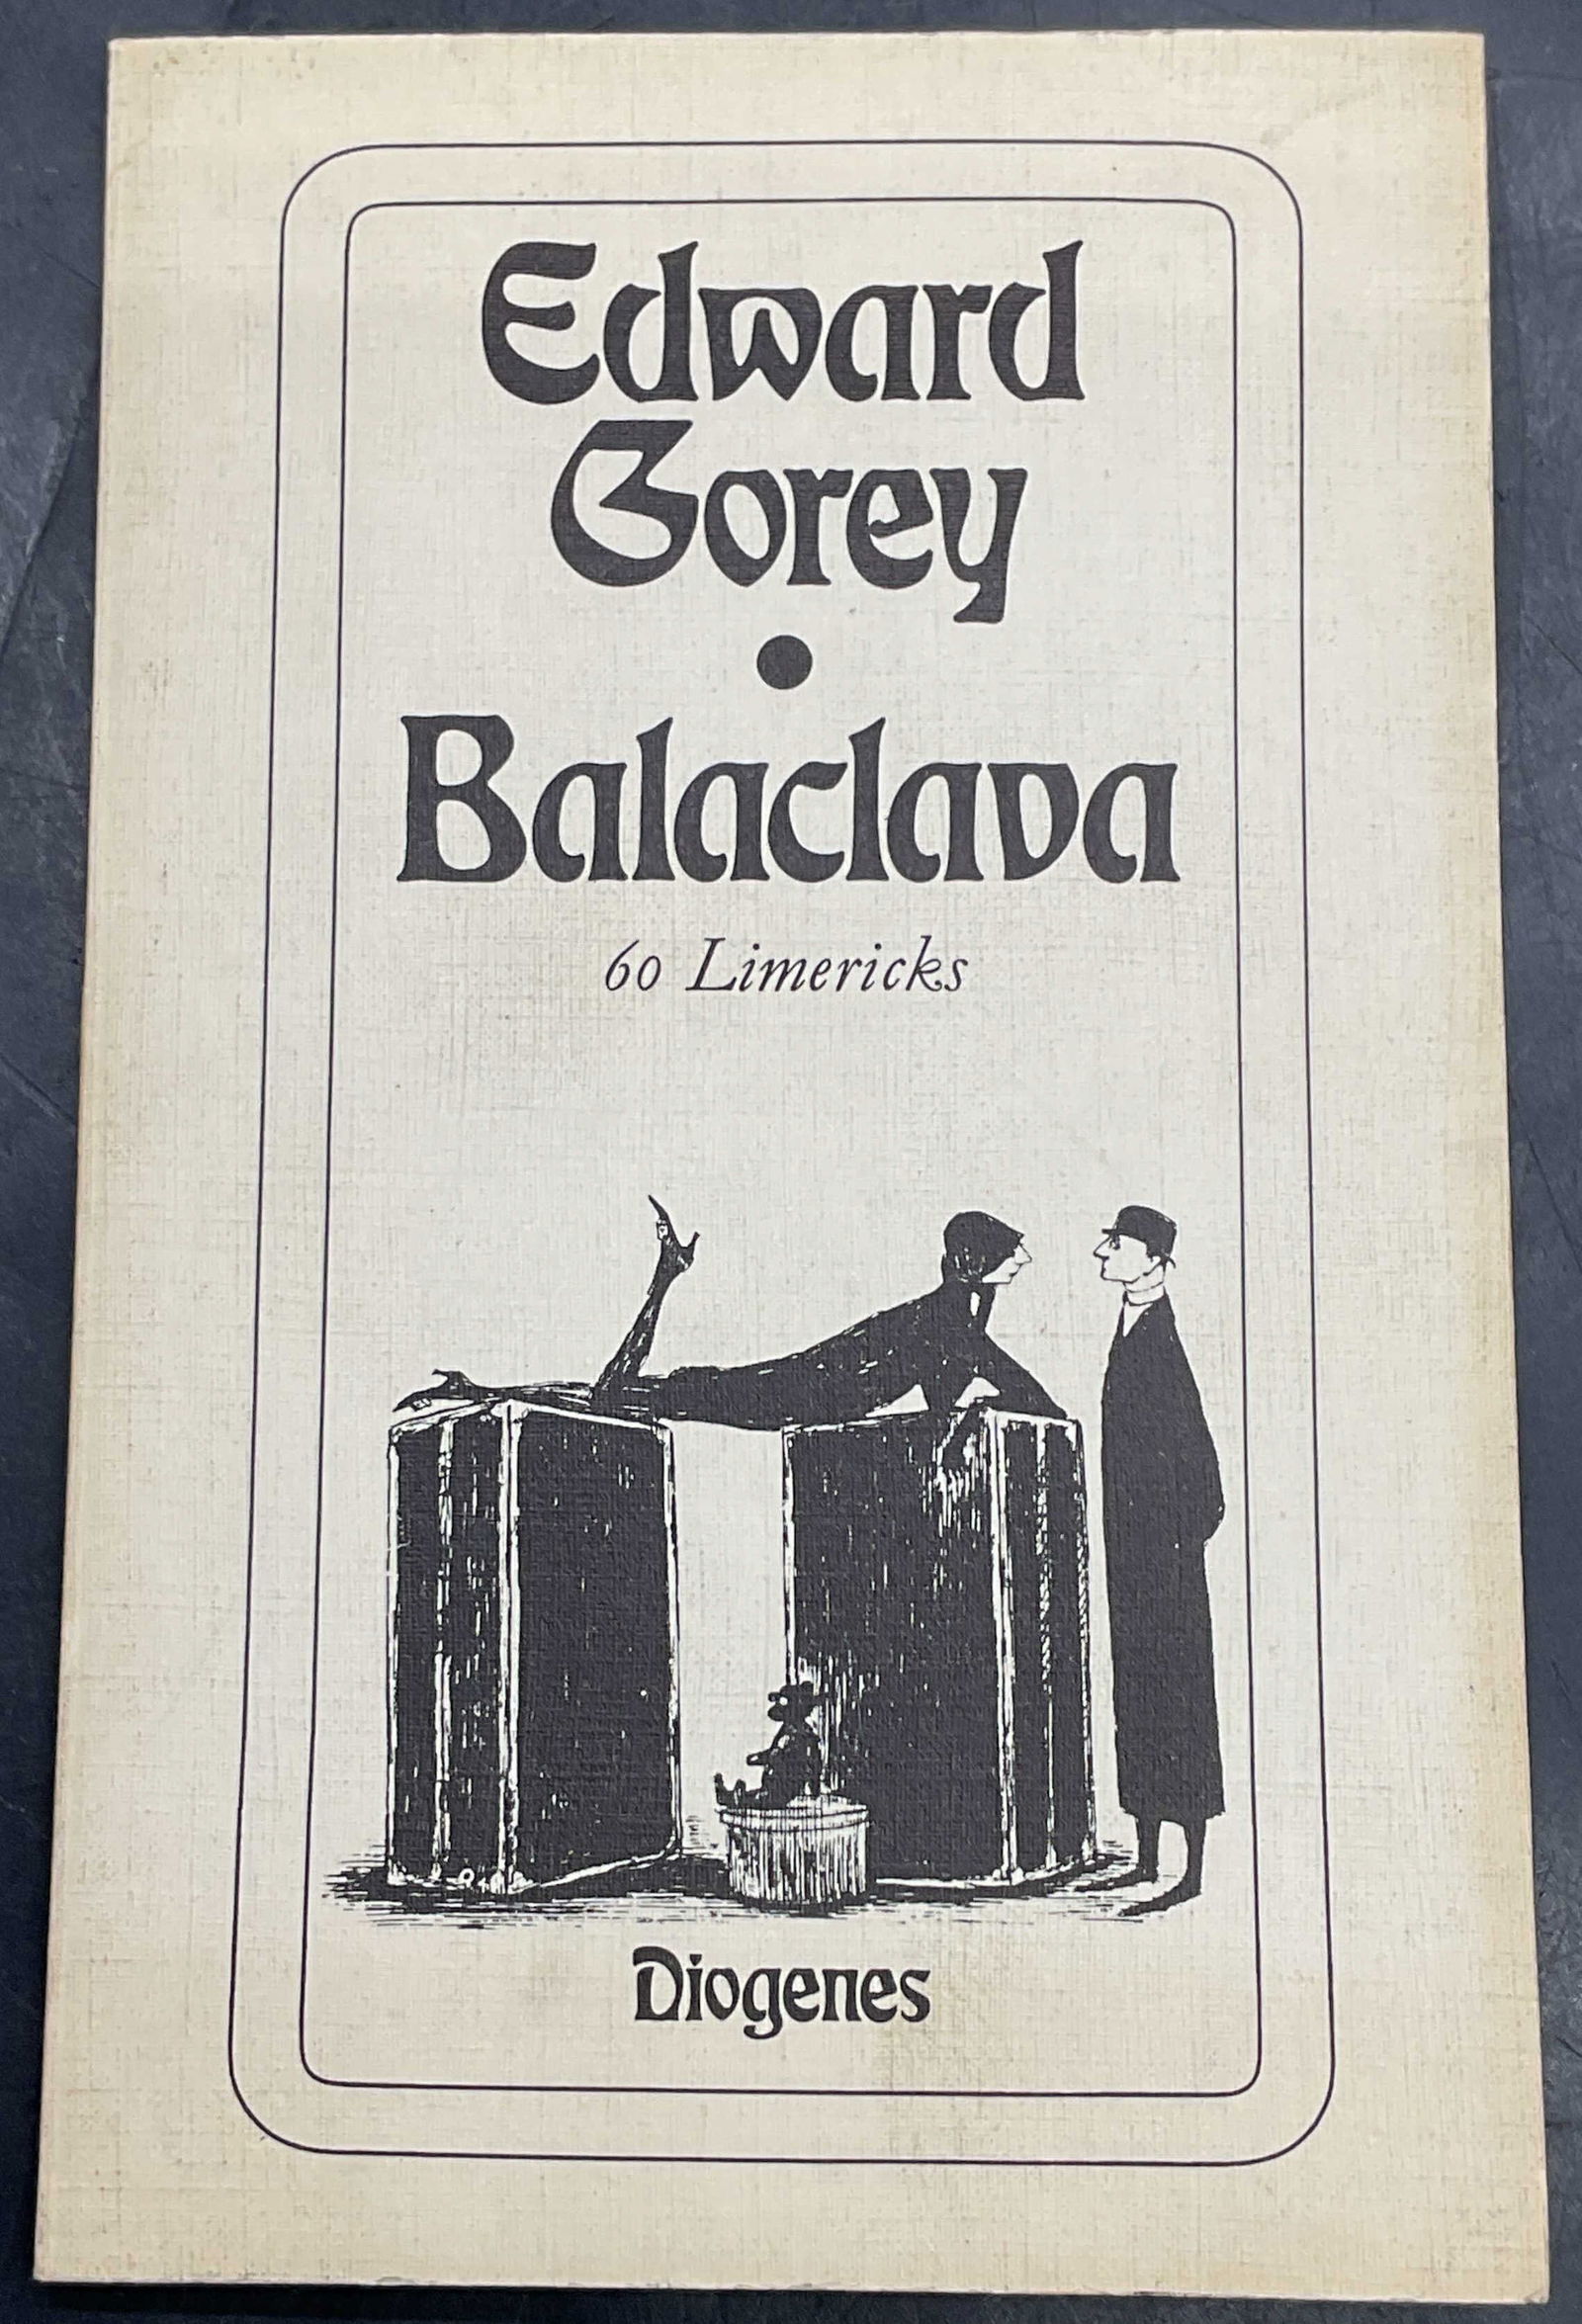 Edward
Gorey
●
Balaclava
60 Limericks
Diogenes